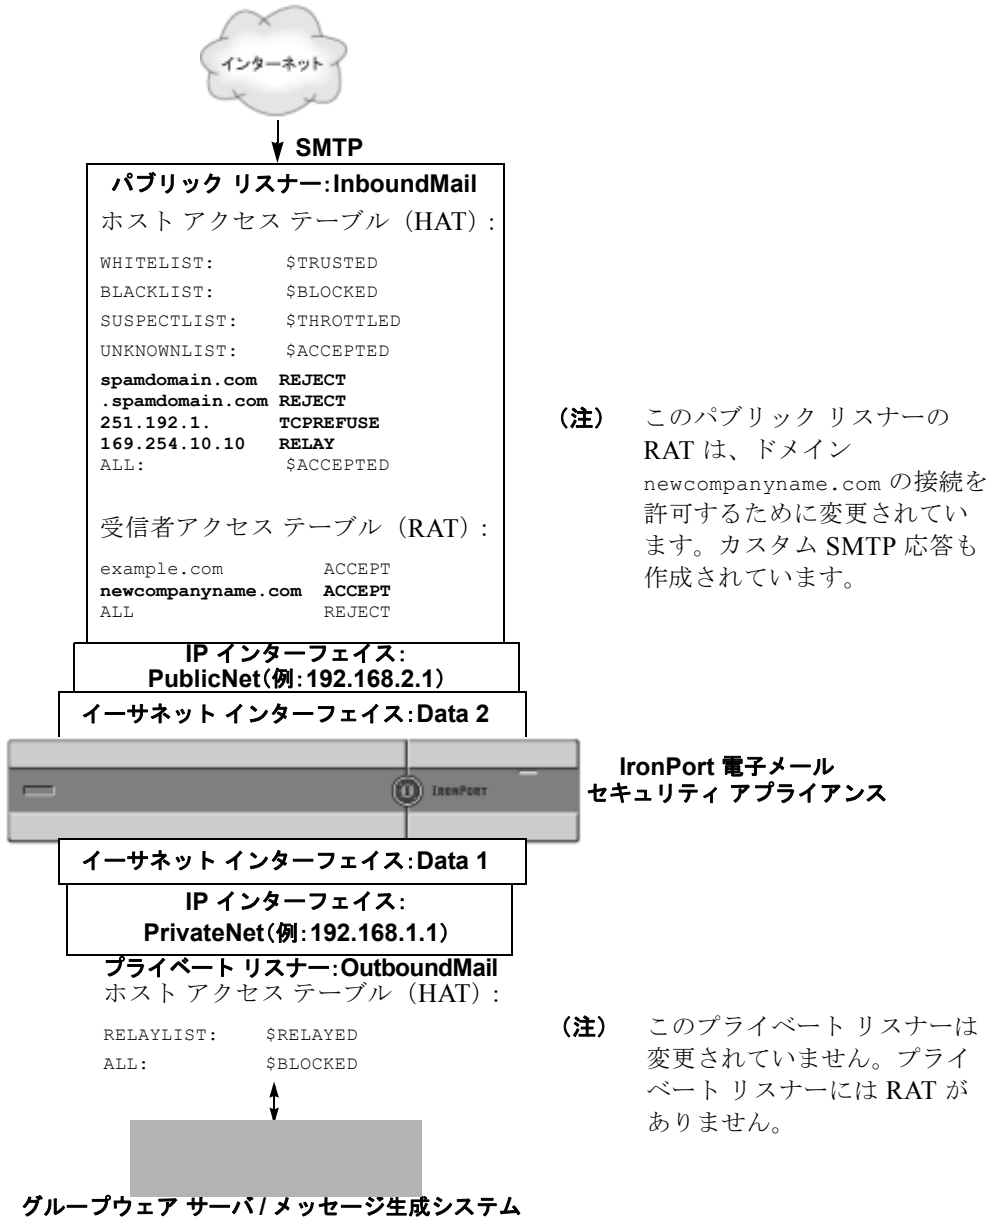 インターネット
SMTP
パブリック リスナー：InboundMail
ホスト アクセス テーブル（HAT）：
WHITELIST: $TRUSTED
BLACKLIST: $BLOCKED
SUSPECTLIST: $THROTTLED
UNKNOWNLIST: $ACCEPTED
spamdomain.com REJECT
.spamdomain.com REJECT
251.192.1. TCPREFUSE
169.254.10.10 RELAY
ALL: $ACCEPTED
受信者アクセス テーブル（RAT）：
example.com ACCEPT
newcompanyname.com ACCEPT
ALL REJECT
（注） このパブリック リスナーの
RAT は、ドメイン
newcompanyname.com の接続を
許可するために変更されてい
ます。カスタム SMTP 応答も
作成されています。
IP インターフェイス：
PublicNet（例：192.168.2.1）
イーサネット インターフェイス：Data 2
IRONPORT
IronPort 電子メール
セキュリティ アプライアンス
イーサネット インターフェイス：Data 1
IP インターフェイス：
PrivateNet（例：192.168.1.1）
プライベート リスナー：OutboundMail
ホスト アクセス テーブル（HAT）：
RELAYLIST: $RELAYED
ALL: $BLOCKED
（注） このプライベート リスナーは
変更されていません。プライ
ベート リスナーには RAT が
ありません。
グループウェア サーバ / メッセージ生成システム